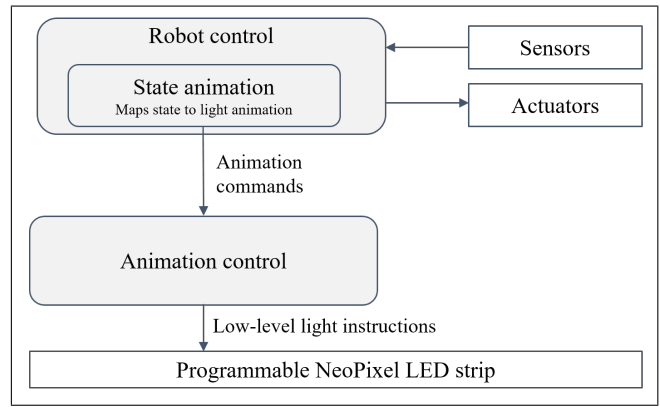 Robot control
Sensors
State animation
Maps state to light animation
Actuators
Animation
commands
Animation control
Low-level light instructions
Programmable NeoPixel LED strip